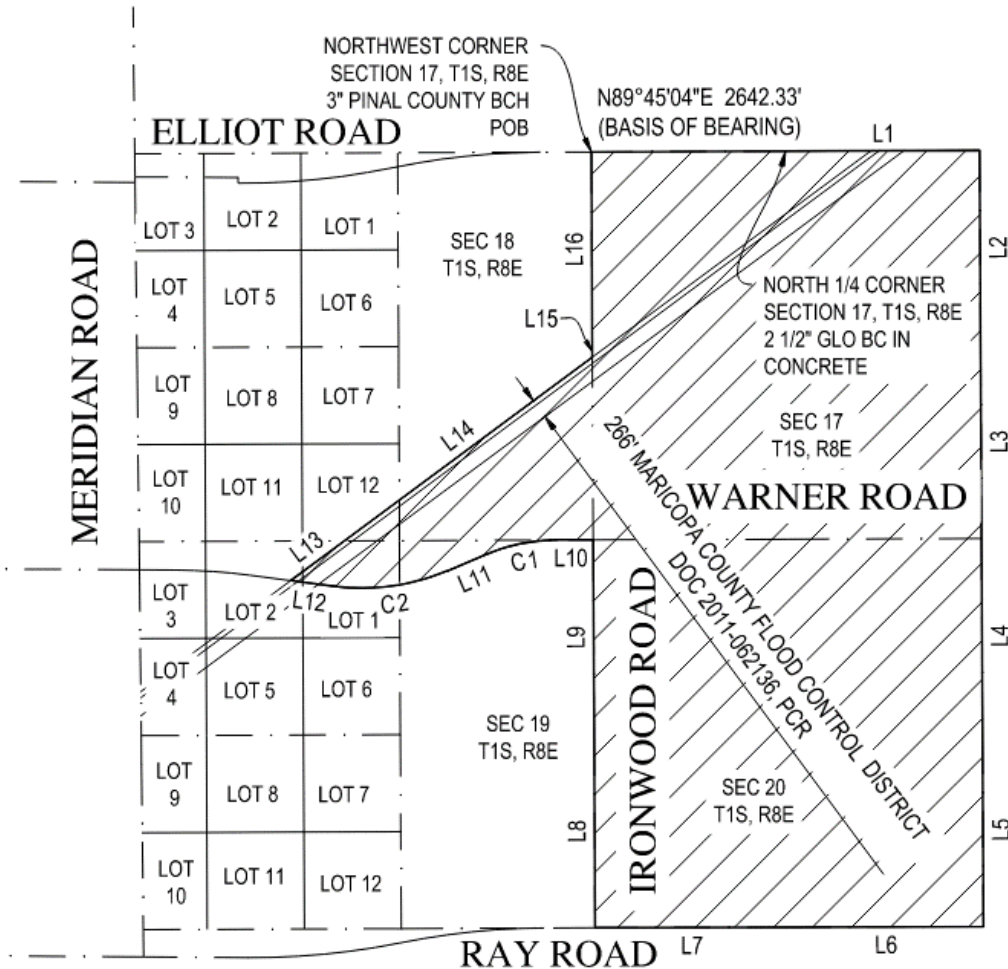 NORTHWEST CORNER
SECTION 17, T1S, R8E
3" PINAL COUNTY BCH
POB
N89°45'04"E 2642.33'
(BASIS OF BEARING)
L1
ELLIOT ROAD
LOT 3
LOT 2
LOT 1
SEC 18
T1S, R8E
L16
L2
LOT
4
LOT 5
LOT 6
L15
NORTH 1/4 CORNER
SECTION 17, T1S, R8E
2 1/2" GLO BC IN
CONCRETE
MERIDIAN ROAD
LOT
9
LOT 8
LOT 7
L14
SEC 17
T1S, R8E
L3
LOT
10
LOT 11
LOT 12
WARNER ROAD
266' MARICOPA COUNTY FLOOD CONTROL DISTRICT
DOC 2011-062136, PCR
L13
L12
C2
L11
C1
L10
LOT
3
LOT 2
LOT 1
L9
L4
IRONWOOD ROAD
LOT
4
LOT 5
LOT 6
SEC 19
T1S, R8E
LOT
9
LOT 8
LOT 7
SEC 20
T1S, R8E
L8
L5
LOT
10
LOT 11
LOT 12
RAY ROAD
L7
L6